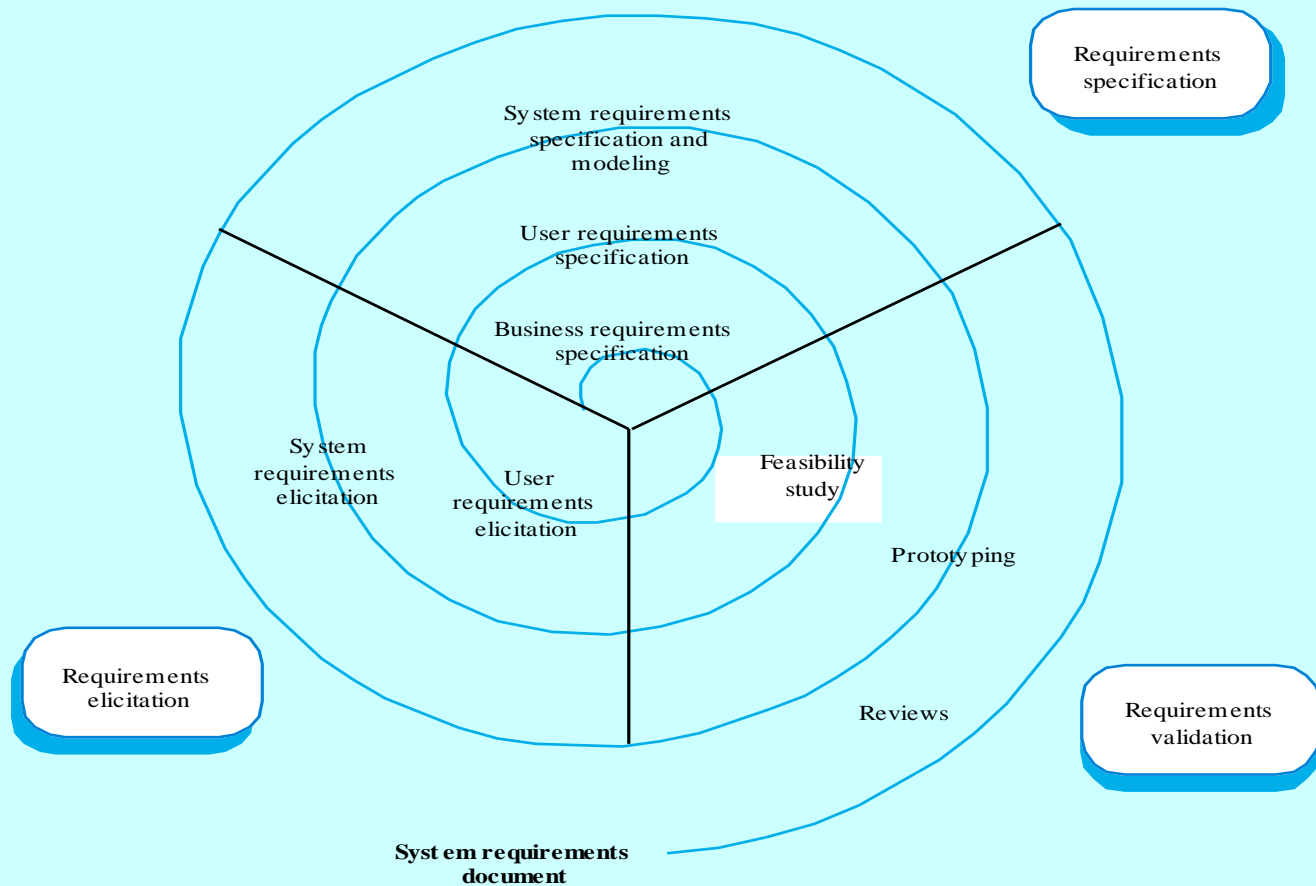 Requirements
specification
System requirements
specification and
modeling
User requirements
specification
Business requirements
specification
System
requirements
elicitation
User
requirements
elicitation
Feasibility
study
Prototyping
Requirements
elicitation
Reviews
Requirements
validation
System requirements
document